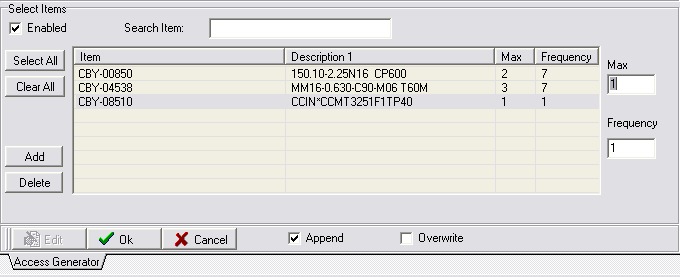 Select Items
Enabled Search Item:
Select All
Clear All
Add
Delete
Item Description 1 Max Frequency
CBY-00850 150.10-2.25N16 CP600 2 7
CBY-04538 MM16-0.630-C90-M06 T60M 3 7
CBY-08510 CCIN*CCMT3251F1TP40 1 1
Max
1
Frequency
1
Edit Ok Cancel Append Overwrite
Access Generator